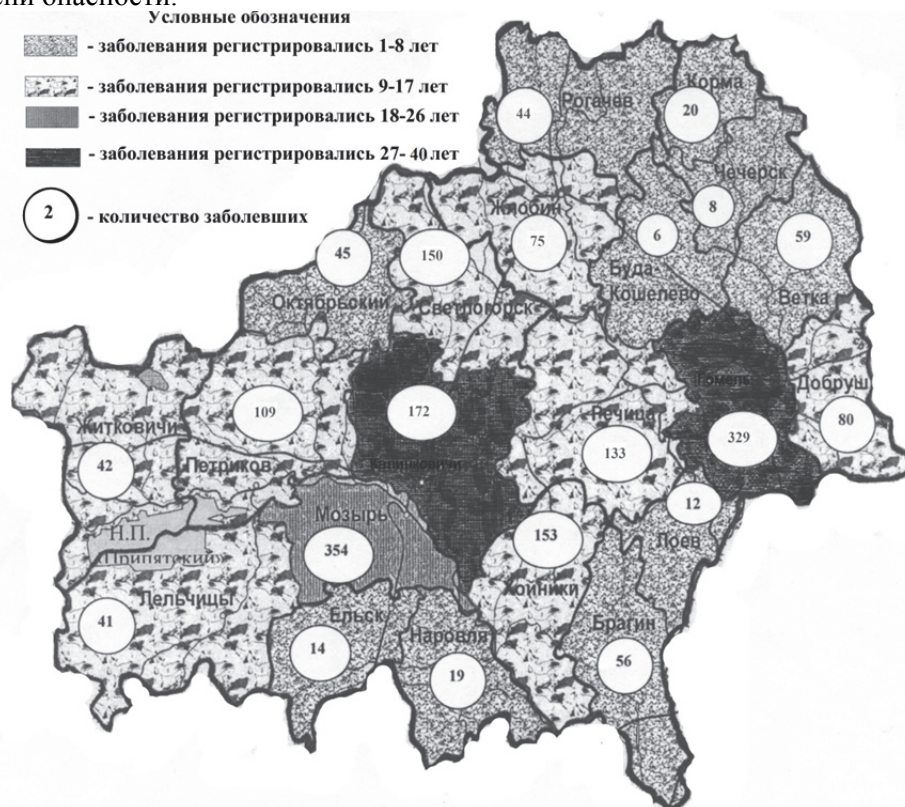 ени опасности.
Условные обозначения
- заболевания регистрировались 1-8 лет
- заболевания регистрировались 9-17 лет
- заболевания регистрировались 18-26 лет
- заболевания регистрировались 27- 40 лет
2 - количество заболевших
Рогачев
44
Корма
20
Чечерск
8
Жлобин
75
6
Буда-
Кошелево
59
Ветка
45
Октябрьский
150
Светлогорск
Гомель
329
Добруш
80
109
Петриков
172
Калинковичи
Речица
133
Житковичи
42
12
Лоев
Н.П.
«Припятский»
Мозырь
354
153
Хойники
Лельчицы
41
Ельск
14
Наровля
19
Брагин
56